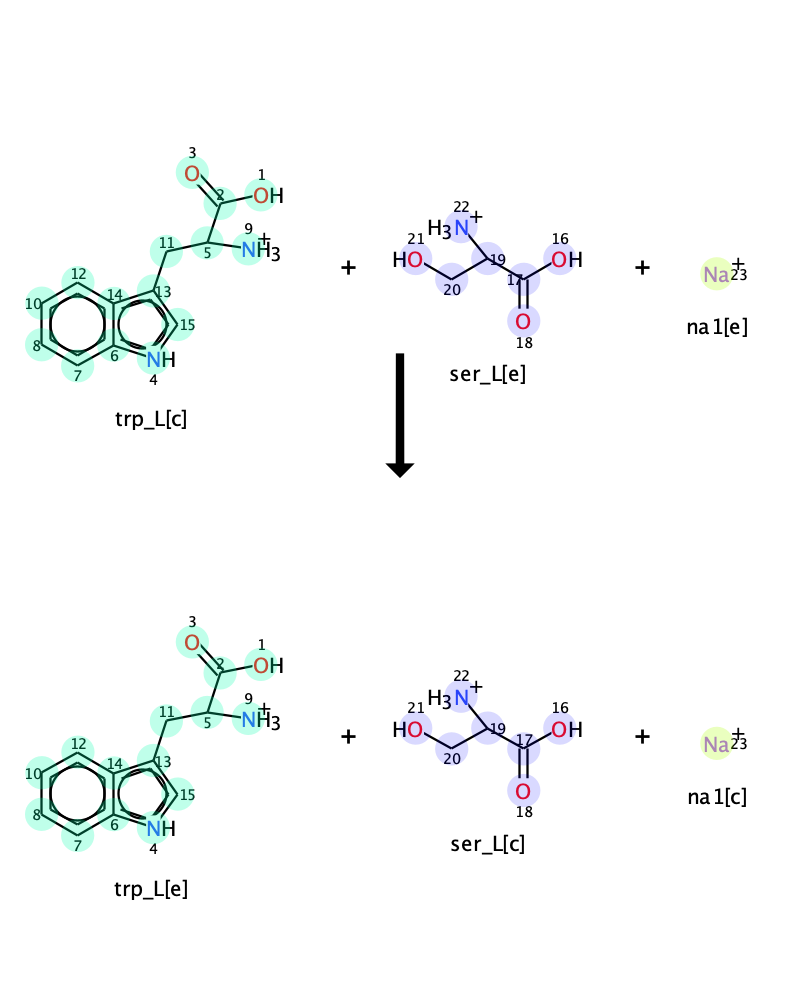 3
1
O
2
OH
22
H3N+
9
11
NH3
+
5
21
HO
16
OH
+
19
17
+
Na+
23
20
12
10
14
13
O
na1[e]
15
18
8
6
NH
7
4
ser_L[e]
trp_L[c]
3
1
O
2
OH
22
H3N+
9
11
NH3
+
5
21
HO
16
OH
+
19
17
+
Na+
23
20
12
10
14
13
O
na1[c]
15
18
8
6
NH
7
4
ser_L[c]
trp_L[e]